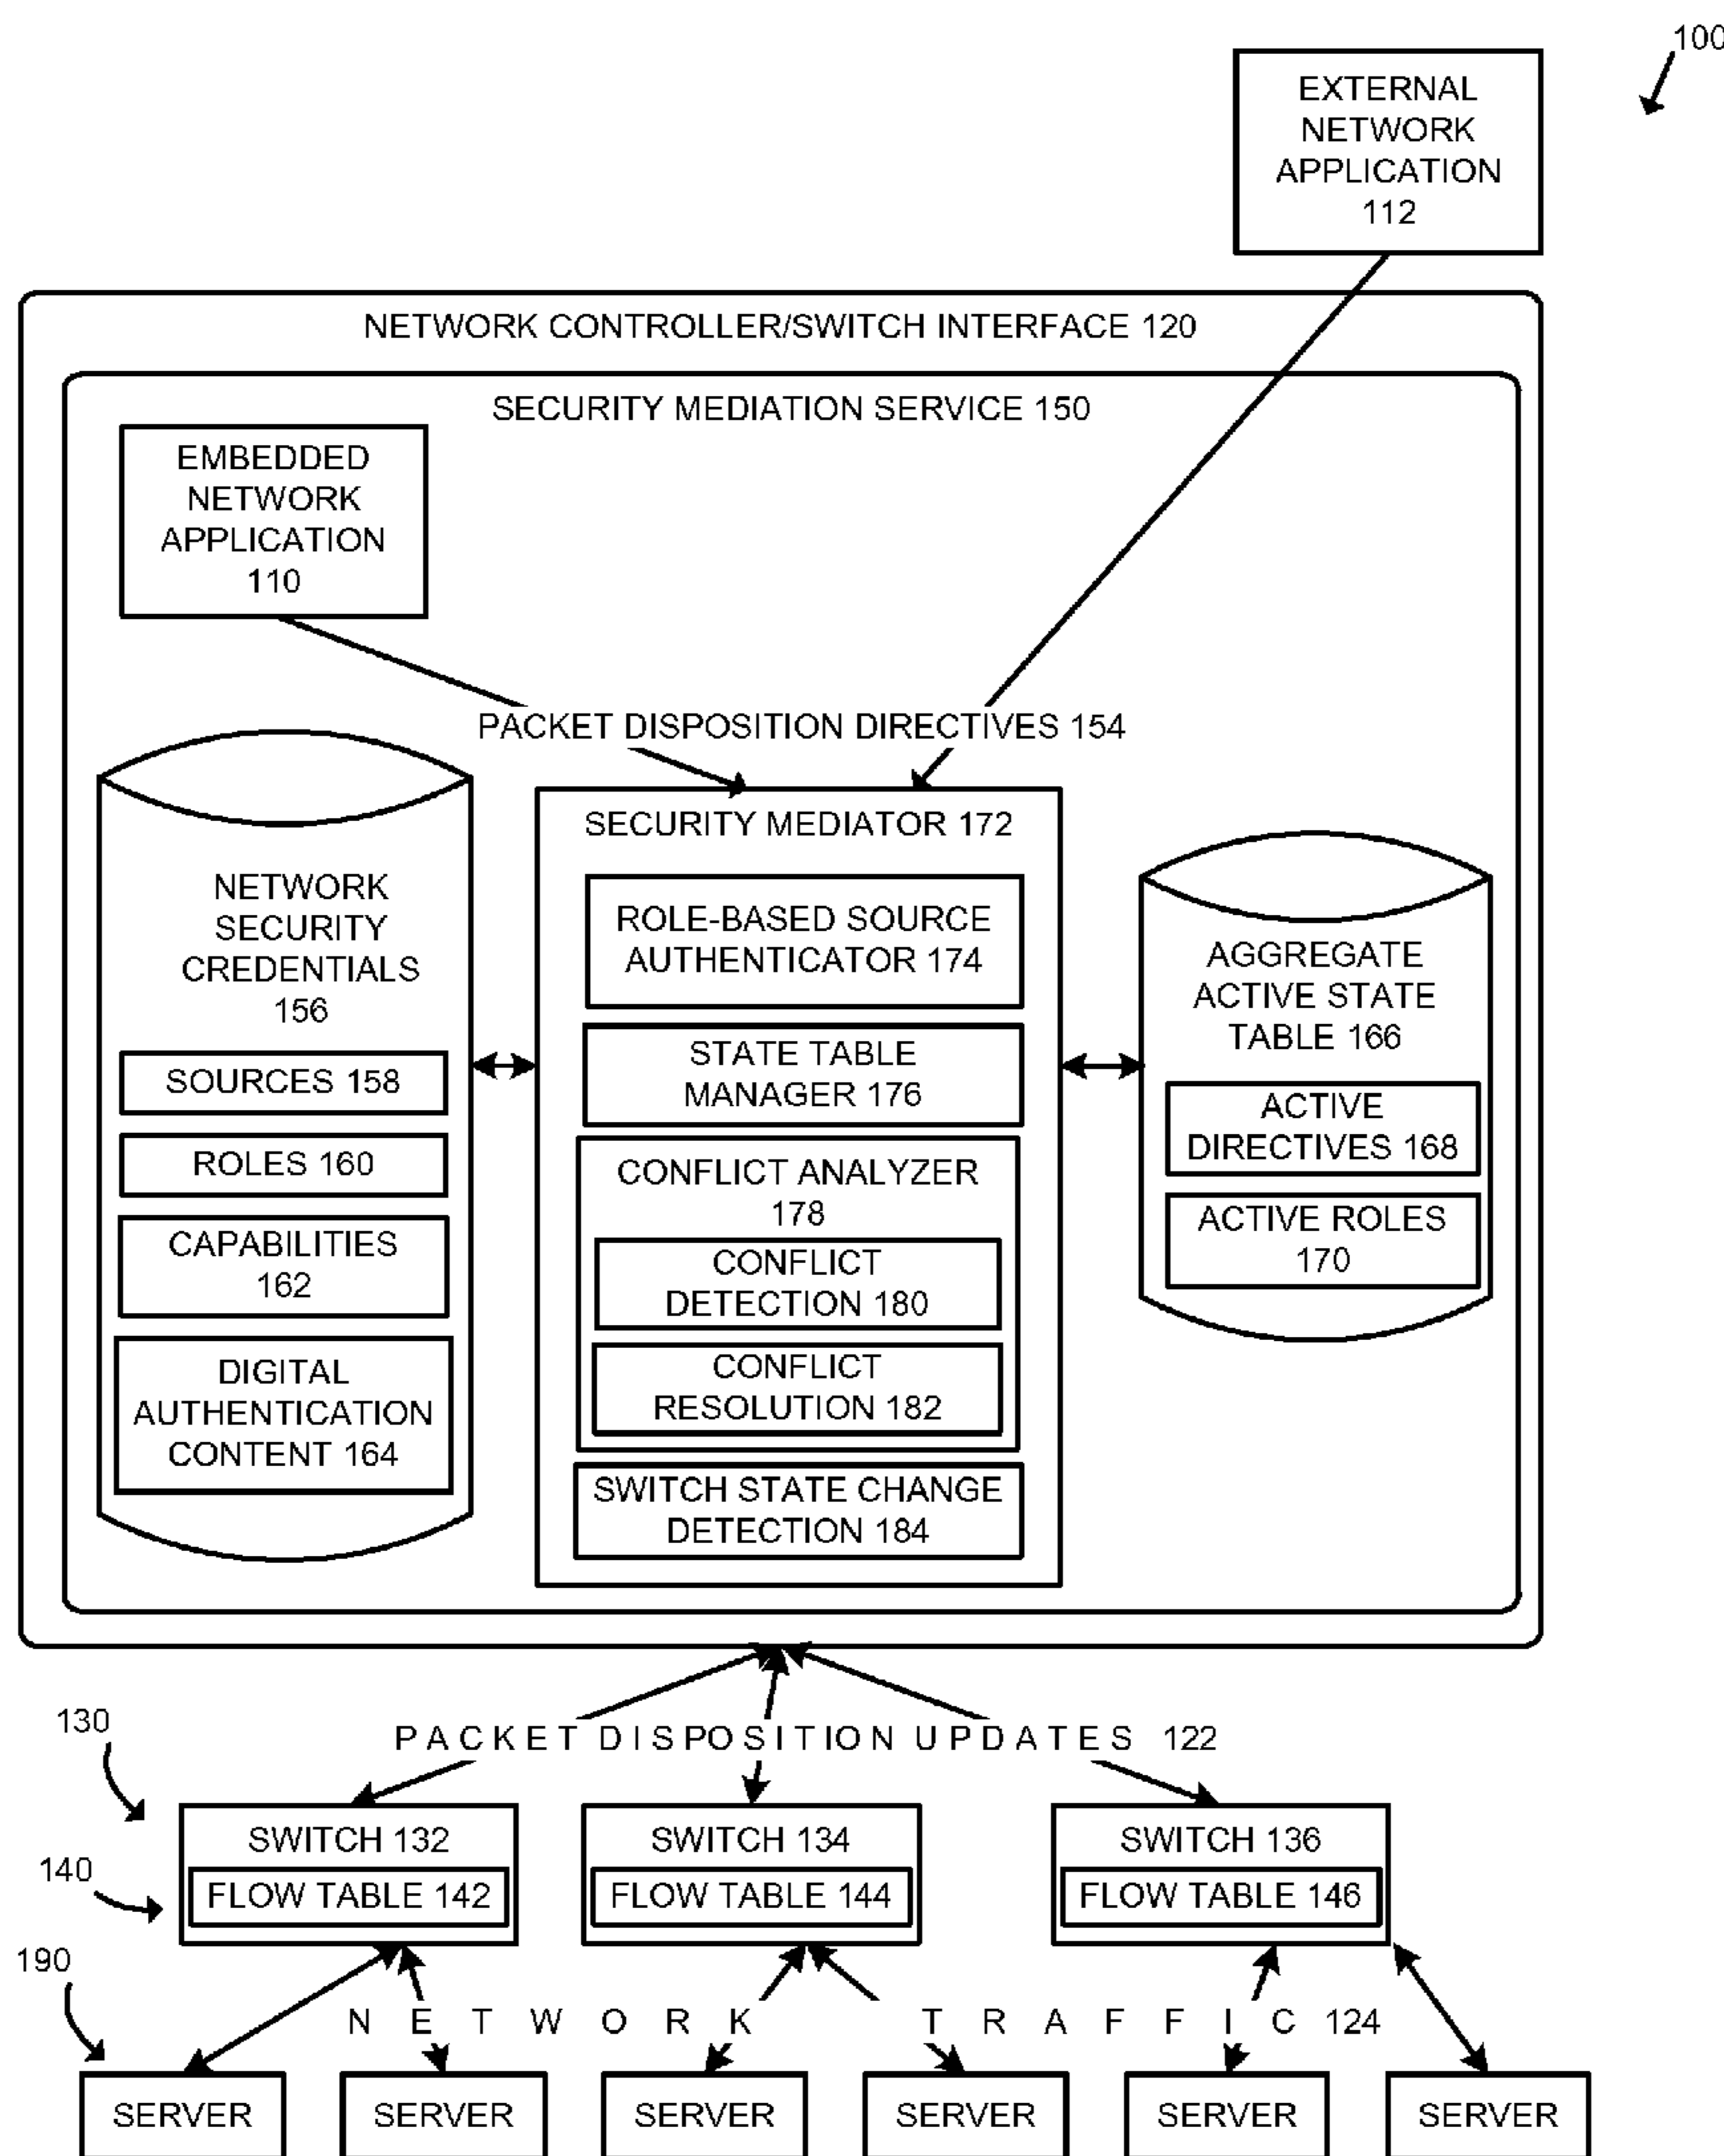 100
EXTERNAL
NETWORK
APPLICATION
112
NETWORK CONTROLLER/SWITCH INTERFACE 120
SECURITY MEDIATION SERVICE 150
EMBEDDED
NETWORK
APPLICATION
110
PACKET DISPOSITION DIRECTIVES 154
NETWORK
SECURITY
CREDENTIALS
156
SOURCES 158
ROLES 160
CAPABILITIES
162
DIGITAL
AUTHENTICATION
CONTENT 164
SECURITY MEDIATOR 172
ROLE-BASED SOURCE
AUTHENTICATOR 174
STATE TABLE
MANAGER 176
CONFLICT ANALYZER
178
CONFLICT
DETECTION 180
CONFLICT
RESOLUTION 182
SWITCH STATE CHANGE
DETECTION 184
AGGREGATE
ACTIVE STATE
TABLE 166
ACTIVE
DIRECTIVES 168
ACTIVE ROLES
170
PACKET DISPOSITION UPDATES 122
130
SWITCH 132
SWITCH 134
SWITCH 136
140
FLOW TABLE 142
FLOW TABLE 144
FLOW TABLE 146
190
NETWORK TRAFFIC 124
SERVER
SERVER
SERVER
SERVER
SERVER
SERVER